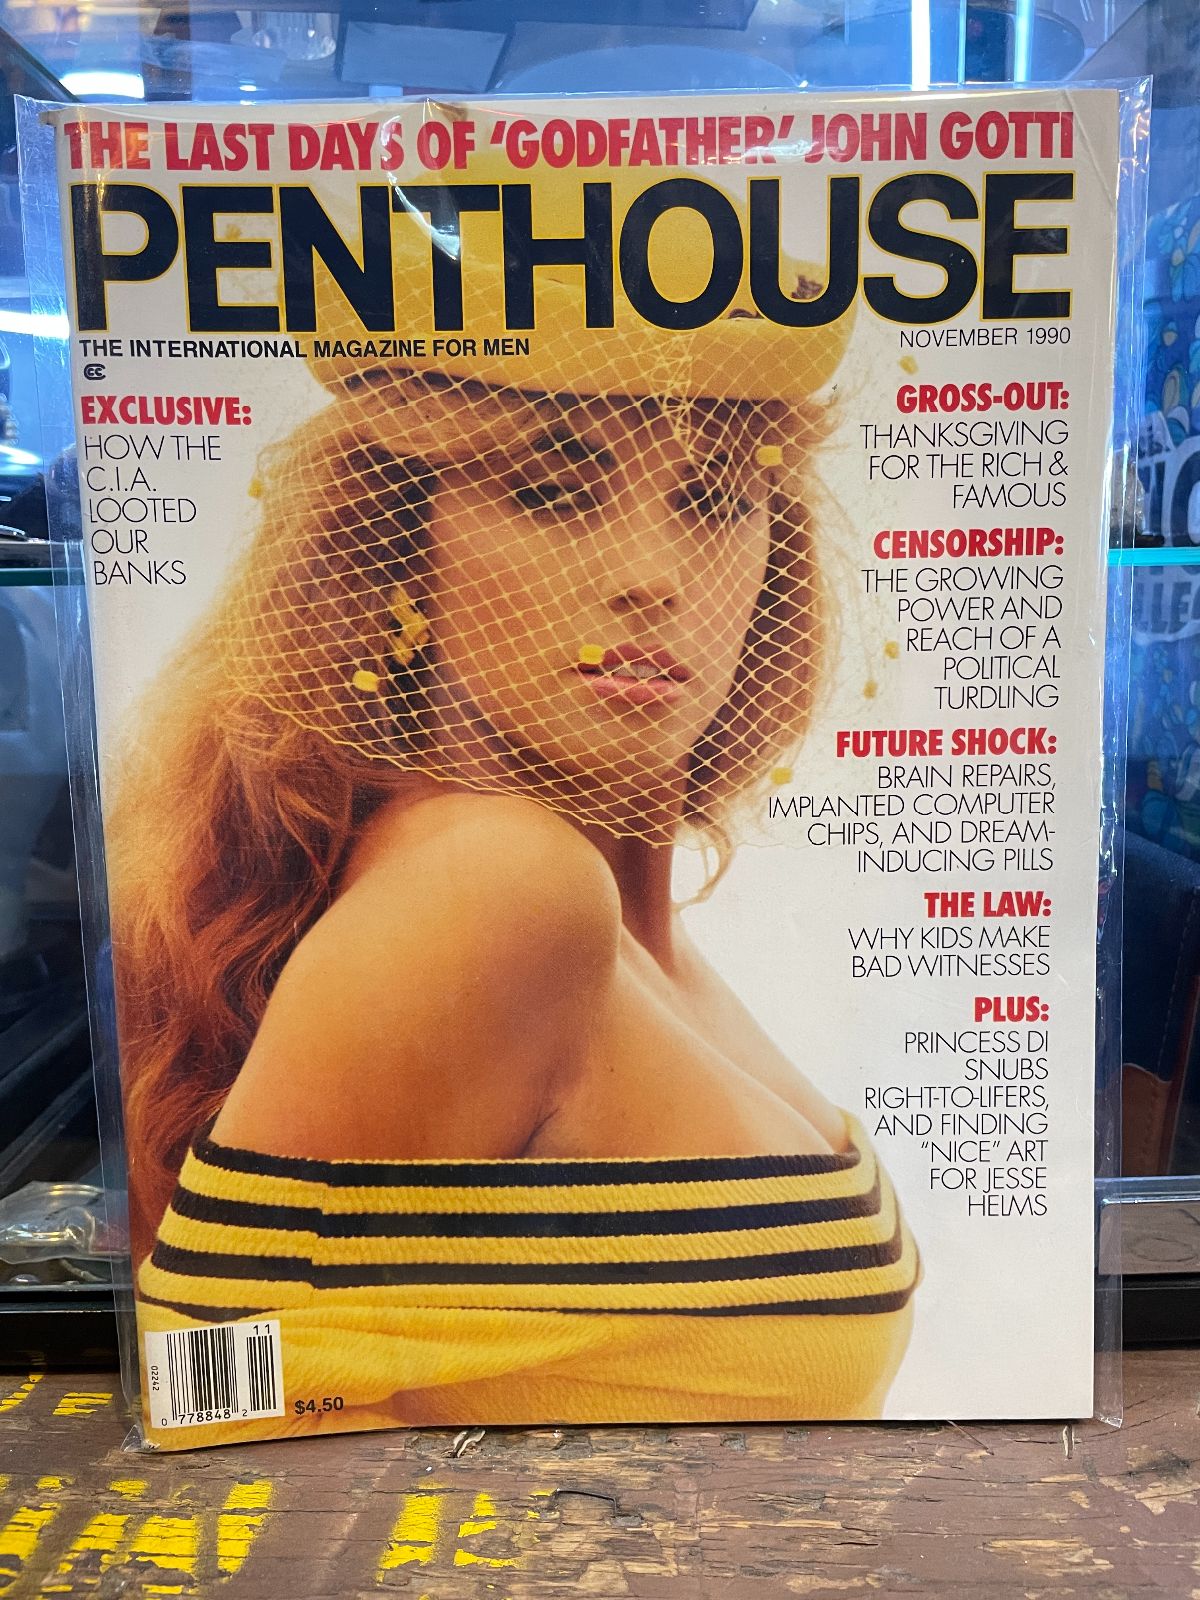 THE LAST DAYS OF 'GODFATHER' JOHN GOTTI
PENTHOUSE
THE INTERNATIONAL MAGAZINE FOR MEN
NOVEMBER 1990
EXCLUSIVE:
HOW THE
C.I.A.
LOOTED
OUR
BANKS
GROSS-OUT:
THANKSGIVING
FOR THE RICH &
FAMOUS
CENSORSHIP:
THE GROWING
POWER AND
REACH OF A
POLITICAL
TURDLING
FUTURE SHOCK:
BRAIN REPAIRS,
IMPLANTED COMPUTER
CHIPS, AND DREAM-
INDUCING PILLS
THE LAW:
WHY KIDS MAKE
BAD WITNESSES
PLUS:
PRINCESS DI
SNUBS
RIGHT-TO-LIFERS,
AND FINDING
"NICE" ART
FOR JESSE
HELMS
11
02242
0 778848 2
$4.50